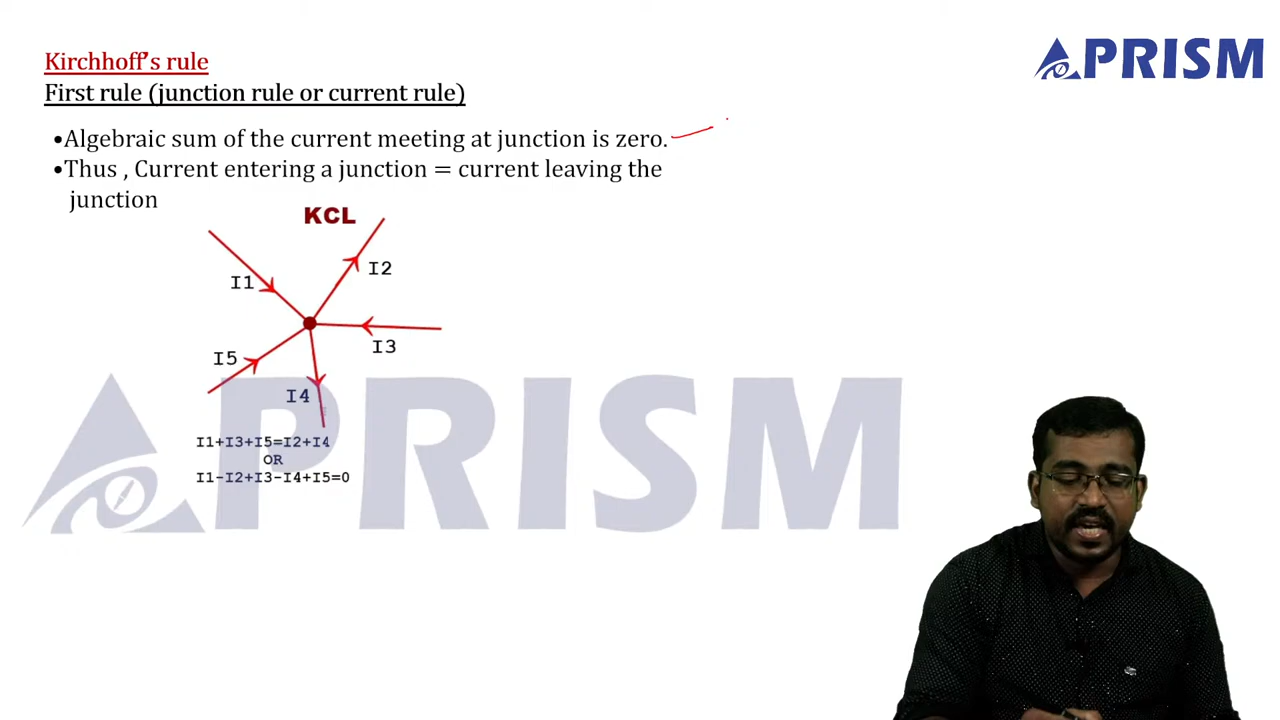 Kirchhoff's rule
PRISM
First rule (junction rule or current rule)
•Algebraic sum of the current meeting at junction is zero.
•Thus , Current entering a junction = current leaving the
junction
KCL
I1
I2
I3
I5
I4
I1+I3+I5=I2+I4
OR
I1-I2+I3-I4+I5=0
PRISM